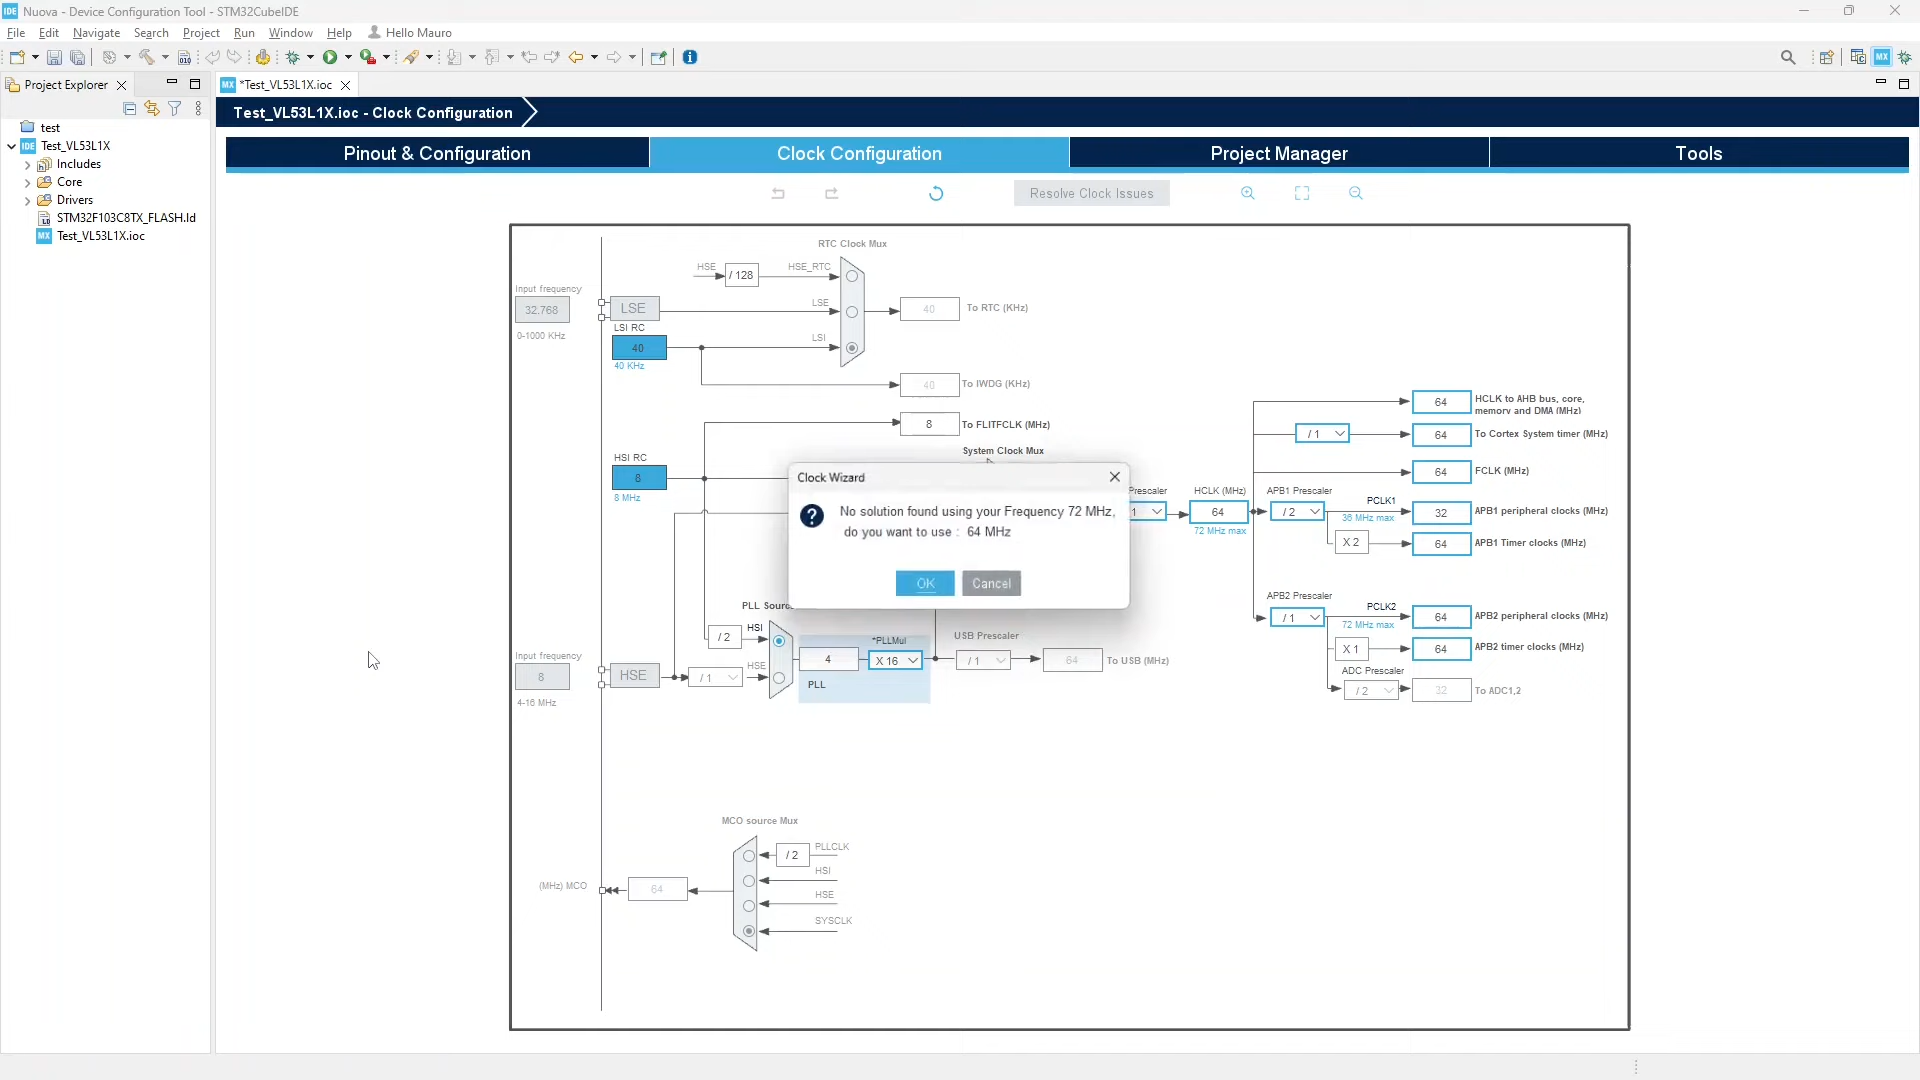 IDE Nuova - Device Configuration Tool - STM32CubeIDE
File Edit Navigate Search Project Run Window Help Hello Mauro
Project Explorer
MX *Test_VL53L1X.ioc
Test_VL53L1X.ioc - Clock Configuration
test
IDE Test_VL53L1X
Includes
Core
Drivers
STM32F103C8TX_FLASH.ld
MX Test_VL53L1X.ioc
Pinout & Configuration
Clock Configuration
Project Manager
Tools
Resolve Clock Issues
RTC Clock Mux
HSE
/ 128
HSE_RTC
Input frequency
32.768
0-1000 KHz
LSE
LSE
40
To RTC (KHz)
LSI RC
40
40 KHz
LSI
40
To IWDG (KHz)
8
To FLITFCLK (MHz)
System Clock Mux
HSI RC
8
8 MHz
Clock Wizard
No solution found using your Frequency 72 MHz,
do you want to use : 64 MHz
OK
Cancel
Prescaler
1
HCLK (MHz)
64
72 MHz max
64
HCLK to AHB bus, core,
memory and DMA (MHz)
/ 1
64
To Cortex System timer (MHz)
64
FCLK (MHz)
APB1 Prescaler
/ 2
PCLK1
36 MHz max
32
APB1 peripheral clocks (MHz)
X 2
64
APB1 Timer clocks (MHz)
APB2 Prescaler
/ 1
PCLK2
72 MHz max
64
APB2 peripheral clocks (MHz)
X 1
64
APB2 timer clocks (MHz)
ADC Prescaler
/ 2
32
To ADC1,2
PLL Source
/ 2
HSI
Input frequency
8
4-16 MHz
HSE
/ 1
HSE
4
*PLLMul
X 16
PLL
USB Prescaler
/ 1
64
To USB (MHz)
MCO source Mux
/ 2
PLLCLK
HSI
HSE
SYSCLK
(MHz) MCO
64